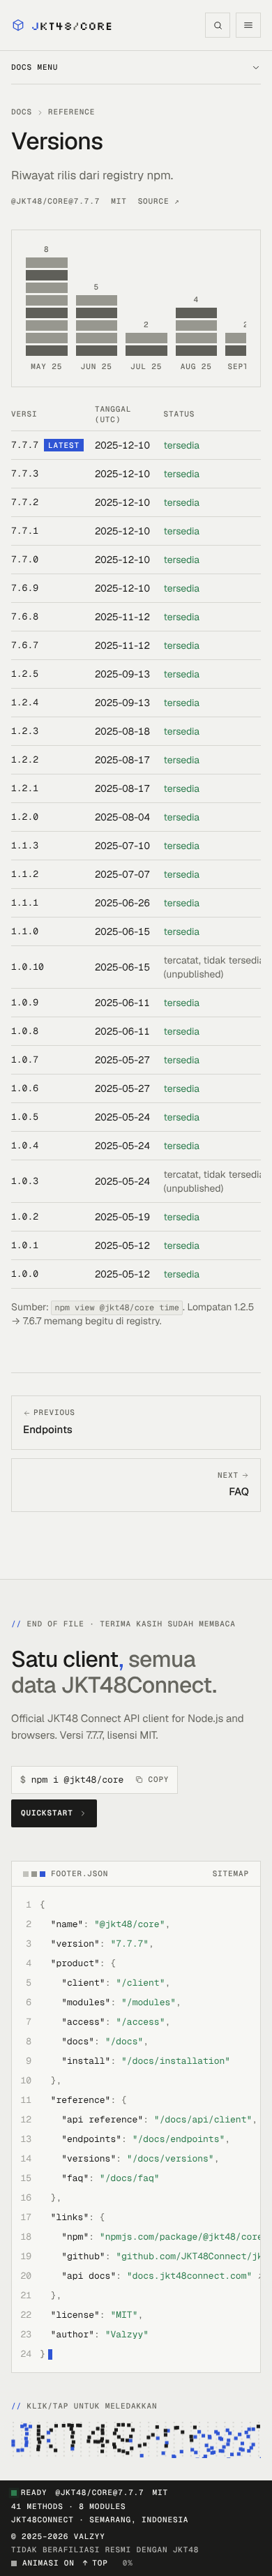 JKT48/CORE
DOCS MENU
DOCS > REFERENCE
Versions
Riwayat rilis dari registry npm.
@JKT48/CORE@7.7.7 MIT SOURCE ↗
8
5
2
4
2
MAY 25 JUN 25 JUL 25 AUG 25 SEP
VERSI TANGGAL (UTC) STATUS
7.7.7 LATEST 2025-12-10 tersedia
7.7.3 2025-12-10 tersedia
7.7.2 2025-12-10 tersedia
7.7.1 2025-12-10 tersedia
7.7.0 2025-12-10 tersedia
7.6.9 2025-12-10 tersedia
7.6.8 2025-11-12 tersedia
7.6.7 2025-11-12 tersedia
1.2.5 2025-09-13 tersedia
1.2.4 2025-09-13 tersedia
1.2.3 2025-08-18 tersedia
1.2.2 2025-08-17 tersedia
1.2.1 2025-08-17 tersedia
1.2.0 2025-08-04 tersedia
1.1.3 2025-07-10 tersedia
1.1.2 2025-07-07 tersedia
1.1.1 2025-06-26 tersedia
1.1.0 2025-06-15 tersedia
1.0.10 2025-06-15 tercatat, tidak tersedia
(unpublished)
1.0.9 2025-06-11 tersedia
1.0.8 2025-06-11 tersedia
1.0.7 2025-05-27 tersedia
1.0.6 2025-05-27 tersedia
1.0.5 2025-05-24 tersedia
1.0.4 2025-05-24 tersedia
1.0.3 2025-05-24 tercatat, tidak tersedia
(unpublished)
1.0.2 2025-05-19 tersedia
1.0.1 2025-05-12 tersedia
1.0.0 2025-05-12 tersedia
Sumber: npm view @jkt48/core time. Lompatan 1.2.5
→ 7.6.7 memang begitu di registry.
← PREVIOUS
Endpoints
NEXT →
FAQ
// END OF FILE · TERIMA KASIH SUDAH MEMBACA
Satu client, semua
data JKT48Connect.
Official JKT48 Connect API client for Node.js and
browsers. Versi 7.7.7, lisensi MIT.
$ npm i @jkt48/core COPY
QUICKSTART >
FOOTER.JSON SITEMAP
1 {
2 "name": "@jkt48/core",
3 "version": "7.7.7",
4 "product": {
5 "client": "/client",
6 "modules": "/modules",
7 "access": "/access",
8 "docs": "/docs",
9 "install": "/docs/installation"
10 },
11 "reference": {
12 "api reference": "/docs/api/client",
13 "endpoints": "/docs/endpoints",
14 "versions": "/docs/versions",
15 "faq": "/docs/faq"
16 },
17 "links": {
18 "npm": "npmjs.com/package/@jkt48/core
19 "github": "github.com/JKT48Connect/jk
20 "api docs": "docs.jkt48connect.com"
21 },
22 "license": "MIT",
23 "author": "Valzyy"
24 }
// KLIK/TAP UNTUK MELEDAKKAN
READY @JKT48/CORE@7.7.7 MIT
41 METHODS · 8 MODULES
JKT48CONNECT · SEMARANG, INDONESIA
© 2025–2026 VALZYY
TIDAK BERAFILIASI RESMI DENGAN JKT48
ANIMASI ON ↑ TOP 0%